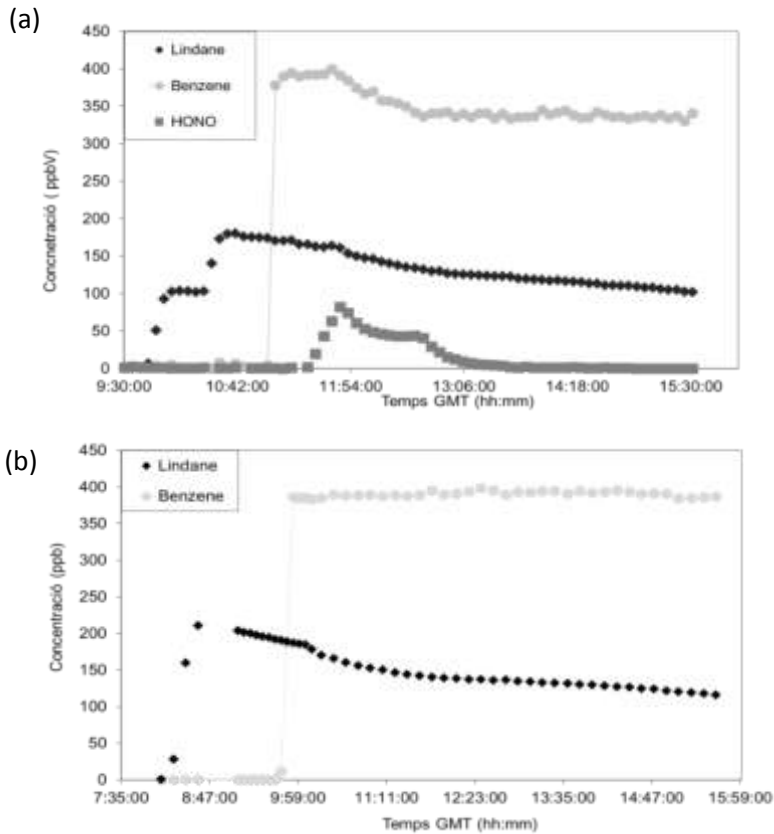 (a)
Lindane
Benzene
HONO
Concnetració ( ppbV)
450
400
350
300
250
200
150
100
50
0
9:30:00 10:42:00 11:54:00 13:06:00 14:18:00 15:30:00
Temps GMT (hh:mm)
(b)
Lindane
Benzene
Concentració (ppb)
450
400
350
300
250
200
150
100
50
0
7:35:00 8:47:00 9:59:00 11:11:00 12:23:00 13:35:00 14:47:00 15:59:00
Temps GMT (hh:mm)